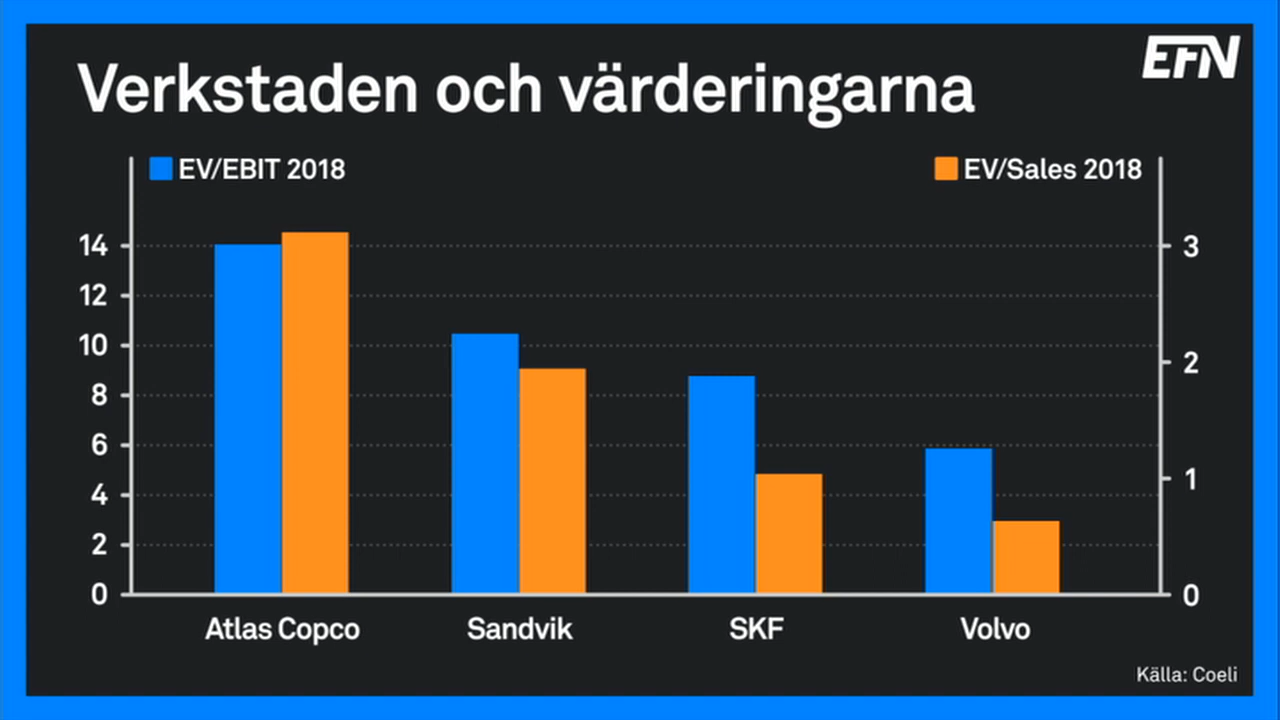 EFN
Verkstaden och värderingarna
EV/EBIT 2018
EV/Sales 2018
14
12
10
8
6
4
2
0
3
2
1
0
Atlas Copco
Sandvik
SKF
Volvo
Källa: Coeli